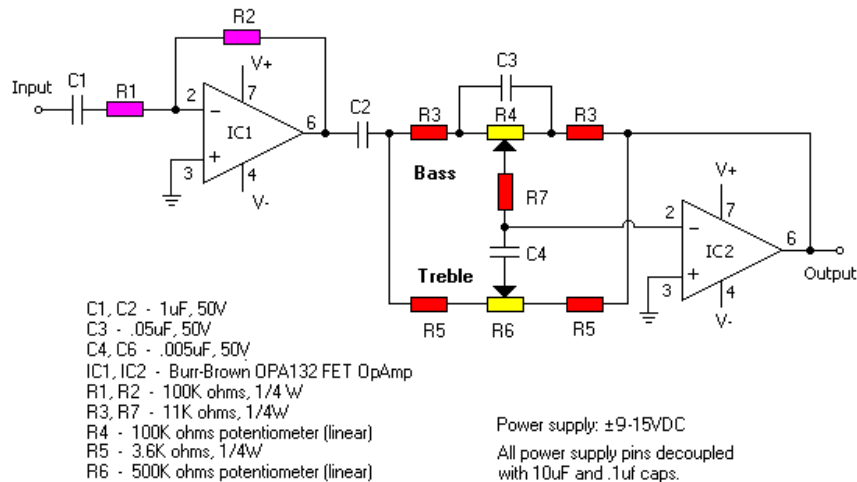 R2
V+
C1
C3
Input
R1
2
7
C2
R3
R4
R3
IC1
6
3
4
V-
Bass
R7
V+
2
7
C4
IC2
6
Treble
3
Output
4
V-
R5
R6
R5
C1, C2 - 1uF, 50V
C3 - .05uF, 50V
C4, C6 - .005uF, 50V
IC1, IC2 - Burr-Brown OPA132 FET OpAmp
R1, R2 - 100K ohms, 1/4 W
R3, R7 - 11K ohms, 1/4W
R4 - 100K ohms potentiometer (linear)
R5 - 3.6K ohms, 1/4W
R6 - 500K ohms potentiometer (linear)
Power supply: ±9-15VDC
All power supply pins decoupled
with 10uF and .1uf caps.